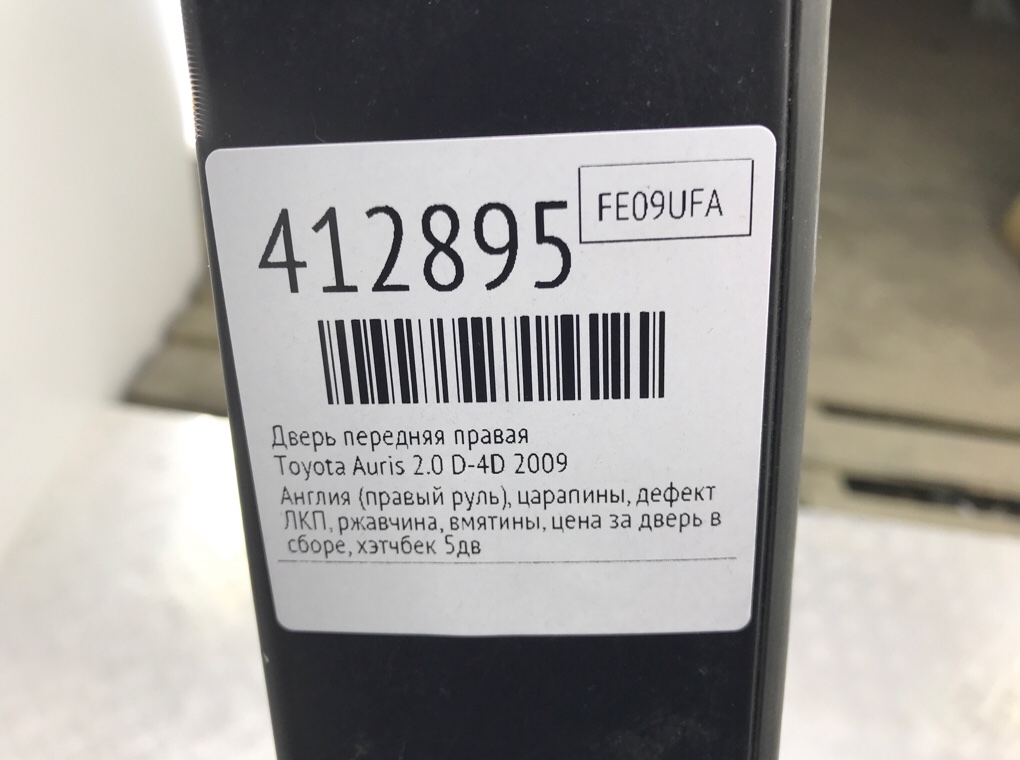 FE09UFA
412895
Дверь передняя правая
Toyota Auris 2.0 D-4D 2009
Англия (правый руль), царапины, дефект
ЛКП, ржавчина, вмятины, цена за дверь в
сборе, хэтчбек 5дв